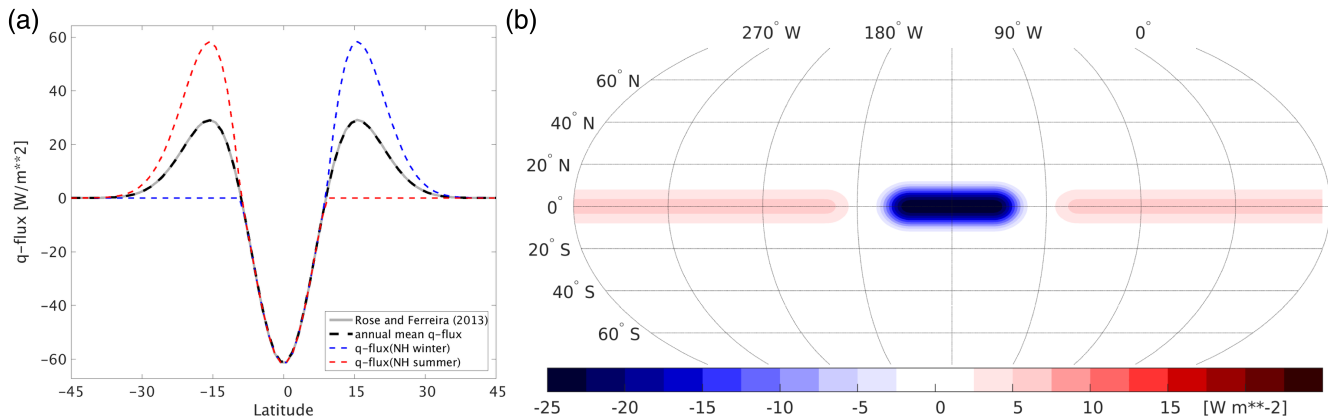 (a)
60
40
20
0
-20
-40
-60
q-flux [W/m**2]
-45 -30 -15 0 15 30 45
Latitude
Rose and Ferreira (2013)
annual mean q-flux
q-flux(NH winter)
q-flux(NH summer)
(b)
270° W 180° W 90° W 0°
60° N
40° N
20° N
0°
20° S
40° S
60° S
-25 -20 -15 -10 -5 0 5 10 15 [W m**-2]